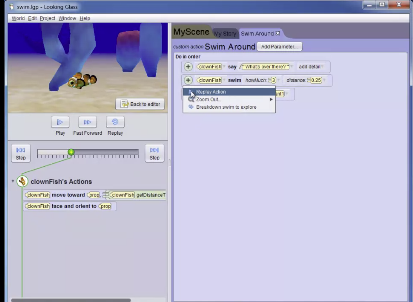 swim.lgp - Looking Glass
World Edit Project Window Help
MyScene My Story Swim Around
custom action Swim Around Add Parameter...
Do in order
clownFish say "What's over there?" add detail
clownFish swim howMuch: 2 distance: 0.25
Replay Action
Zoom Out
Breakdown swim to explore
Back to editor
Play Fast Forward Replay
Step Step
clownFish's Actions
clownFish move toward prop clownFish getDistanceT
clownFish face and orient to prop